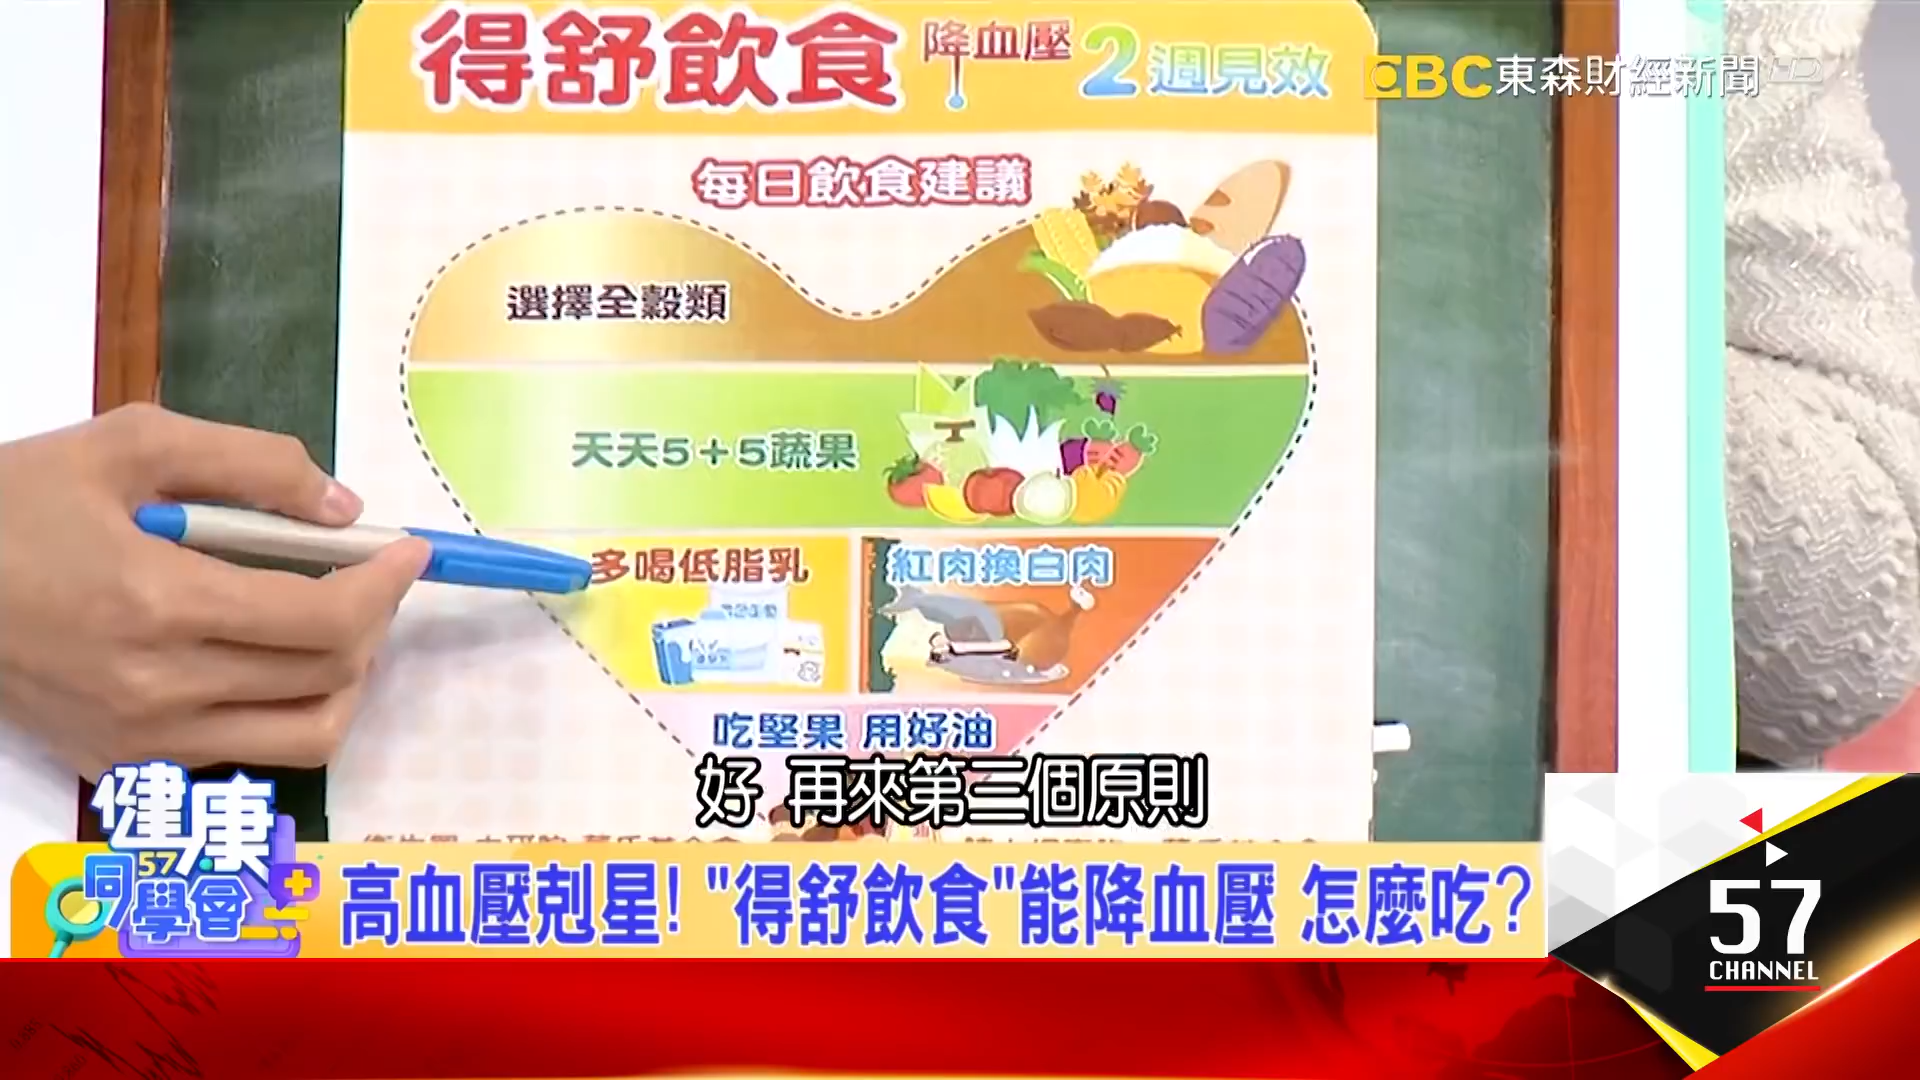 得舒飲食 降血壓 2週見效
EBC 東森財經新聞 HD
每日飲食建議
選擇全穀類
天天5+5蔬果
多喝低脂乳
紅肉換白肉
吃堅果 用好油
好 再來第三個原則
健康
57
同學會
高血壓剋星! "得舒飲食"能降血壓 怎麼吃?
57
CHANNEL